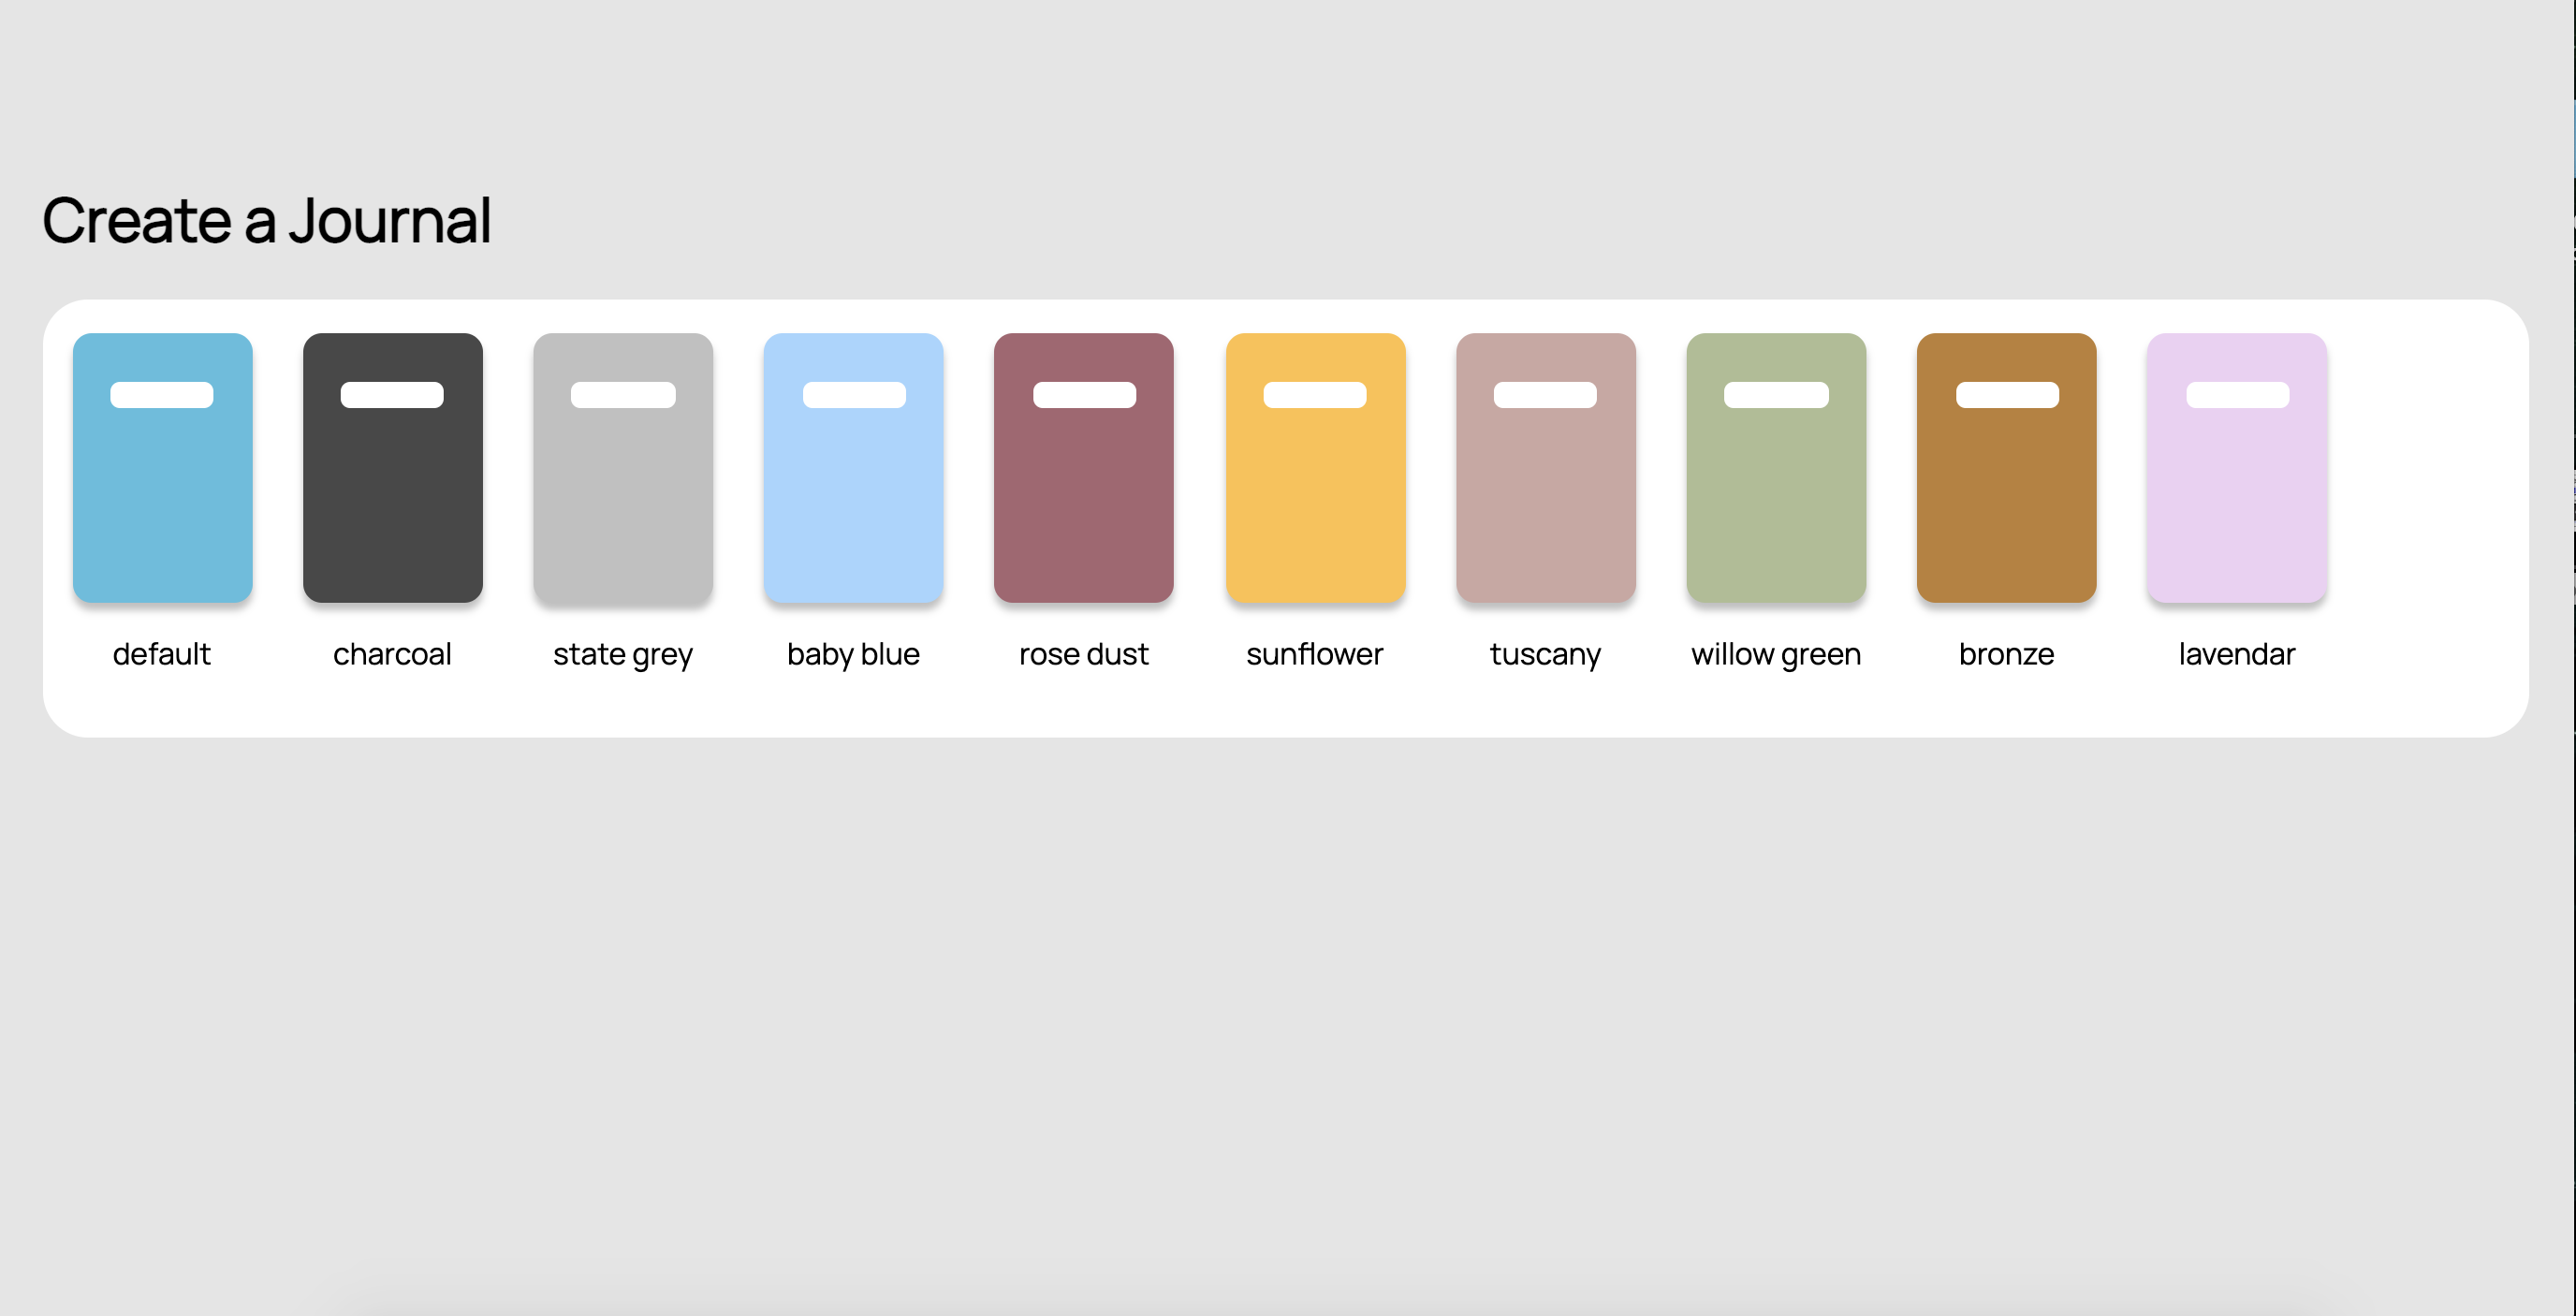 Create a Journal
default
charcoal
state grey
baby blue
rose dust
sunflower
tuscany
willow green
bronze
lavendar